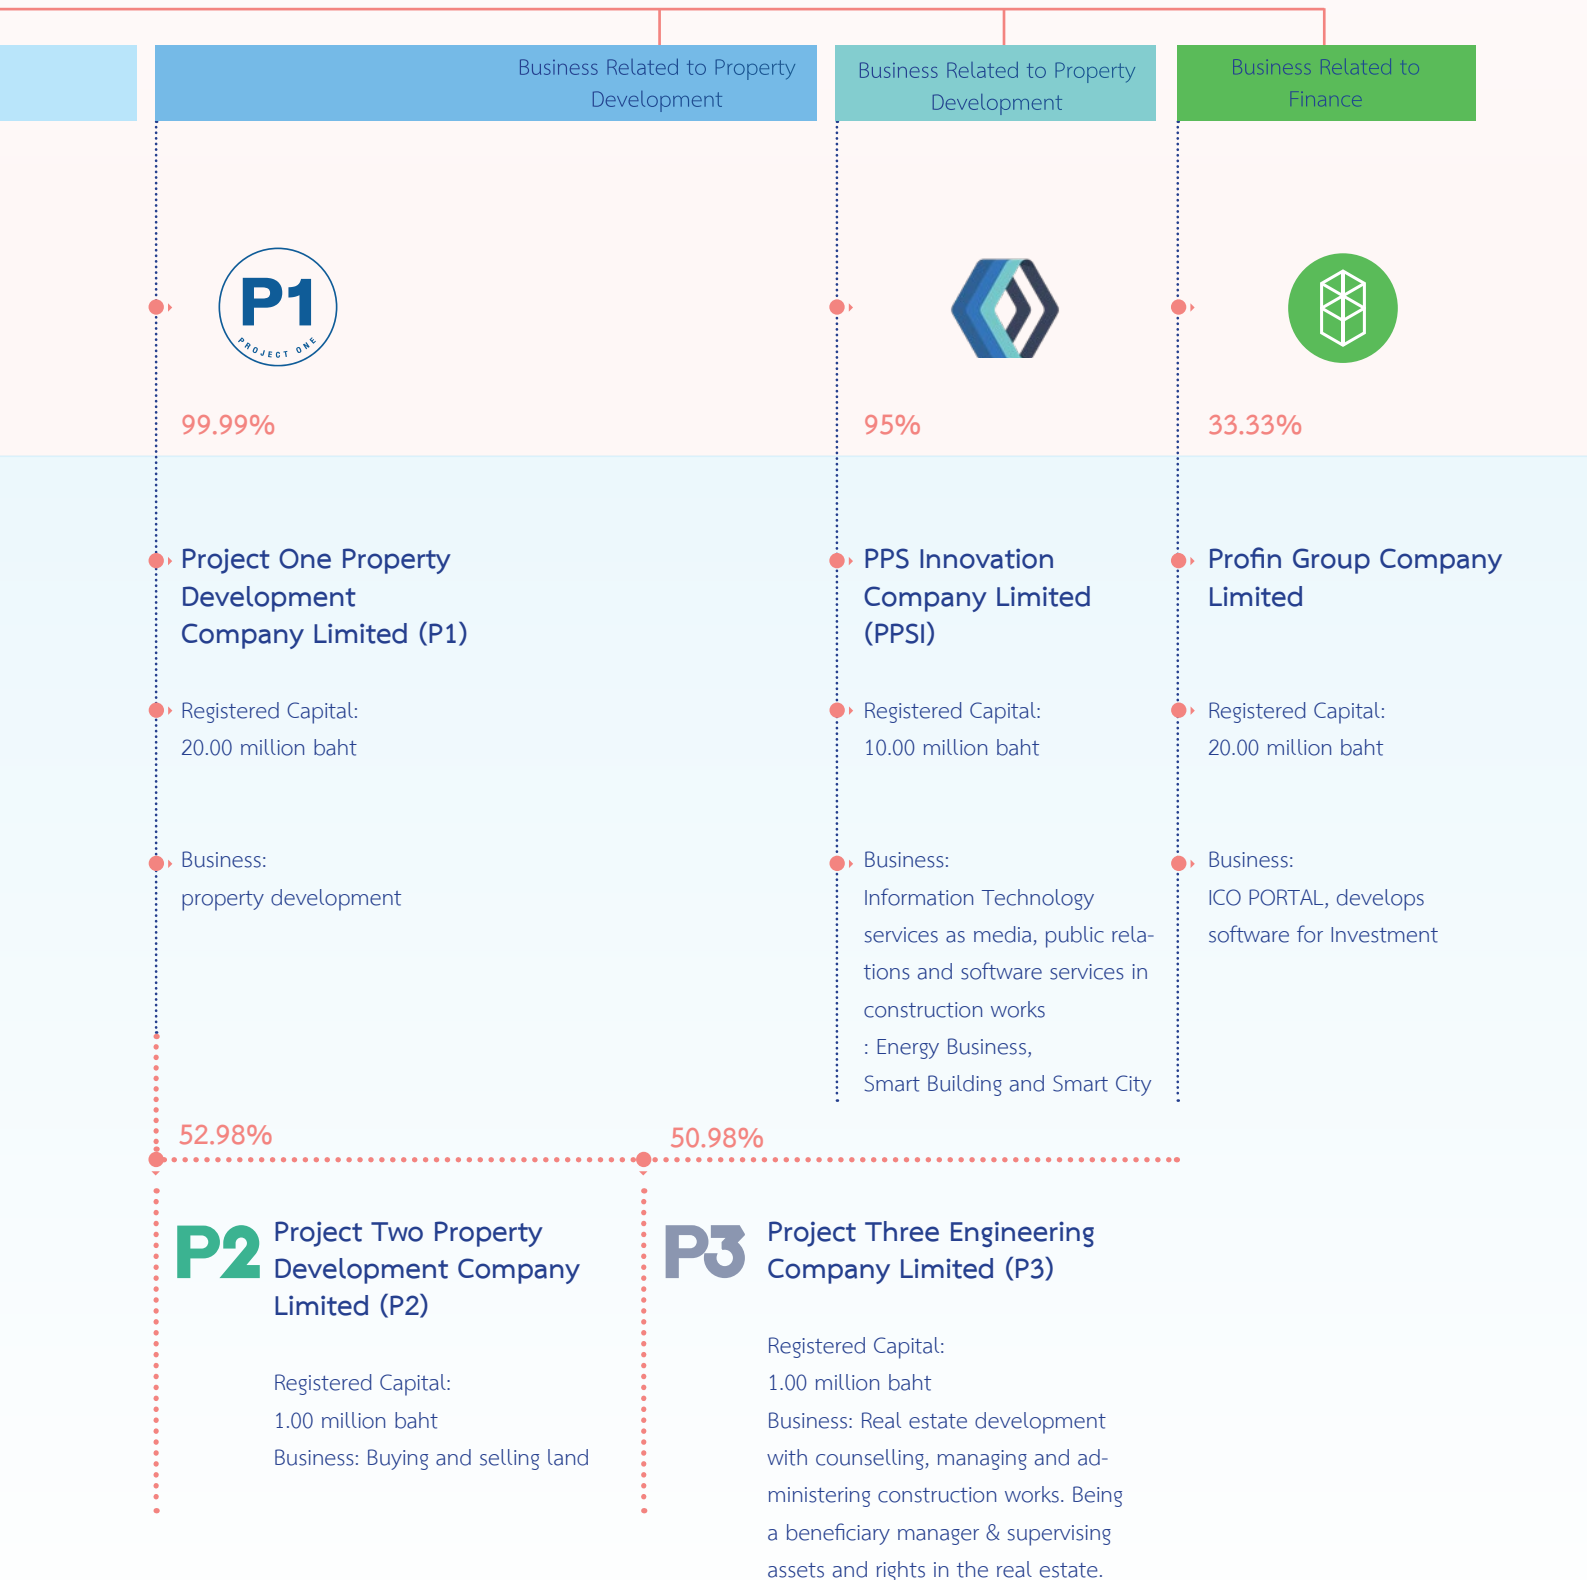 Business Related to Property
Development
Business Related to Property
Development
Business Related to
Finance
P1
PROJECT ONE
99.99%
95%
33.33%
Project One Property
Development
Company Limited (P1)
Registered Capital:
20.00 million baht
Business:
property development
PPS Innovation
Company Limited
(PPSI)
Registered Capital:
10.00 million baht
Business:
Information Technology
services as media, public rela-
tions and software services in
construction works
: Energy Business,
Smart Building and Smart City
Profin Group Company
Limited
Registered Capital:
20.00 million baht
Business:
ICO PORTAL, develops
software for Investment
52.98%
P2
Project Two Property
Development Company
Limited (P2)
Registered Capital:
1.00 million baht
Business: Buying and selling land
50.98%
P3
Project Three Engineering
Company Limited (P3)
Registered Capital:
1.00 million baht
Business: Real estate development
with counselling, managing and ad-
ministering construction works. Being
a beneficiary manager & supervising
assets and rights in the real estate.